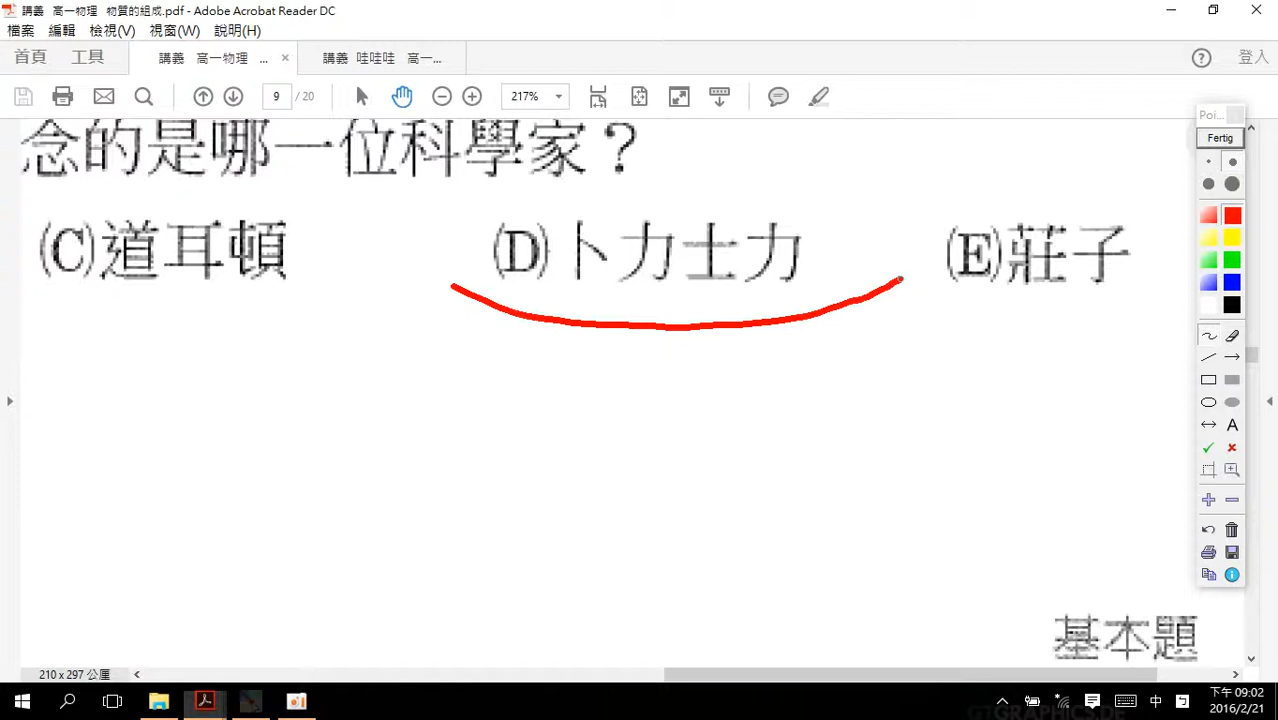 講義 高一物理 物質的組成.pdf - Adobe Acrobat Reader DC
檔案 編輯 檢視(V) 視窗(W) 說明(H)
首頁 工具 講義 高一物理 ... × 講義 哇哇哇 高一... 登入
9 / 20 217%
Poi...
Fertig
念的是哪一位科學家？
(C)道耳頓 (D)卜力士力 (E)莊子
A
基本題
210 x 297 公厘
中
下午 09:02
2016/2/21